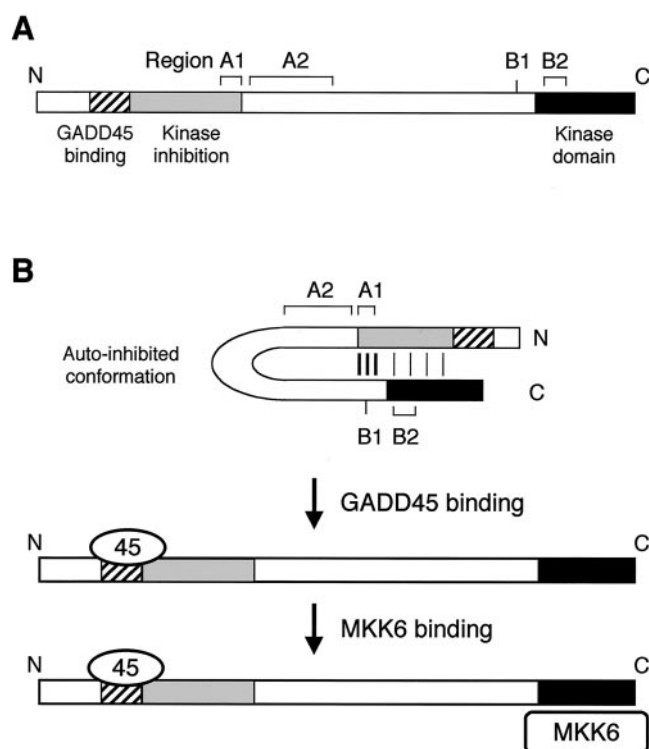 A
Region A1 A2 B1 B2
N C
GADD45 binding
Kinase inhibition
Kinase domain
B
A2 A1
Auto-inhibited conformation
N
C
B1 B2
GADD45 binding
N C
45
MKK6 binding
N C
45
MKK6